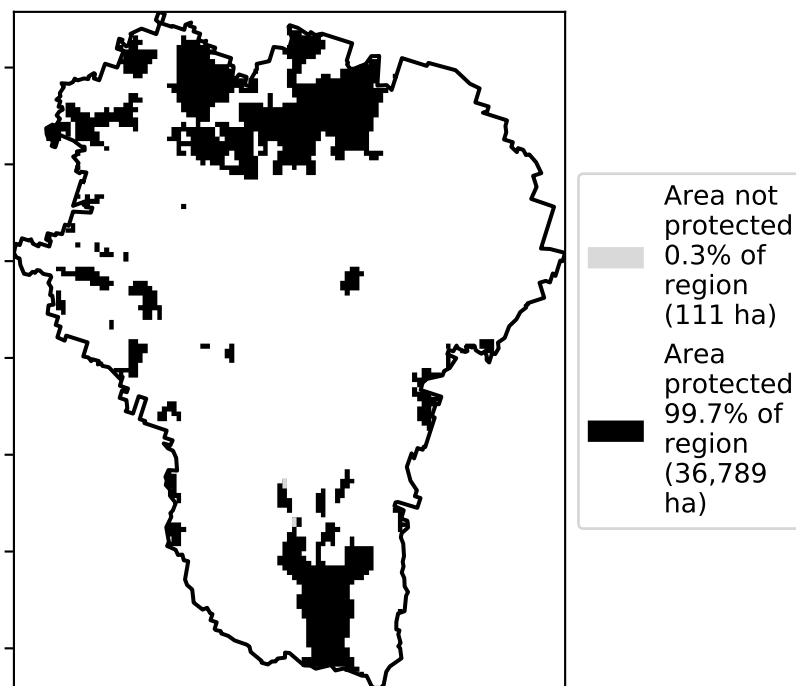 Area not
protected
0.3% of
region
(111 ha)
Area
protected
99.7% of
region
(36,789
ha)